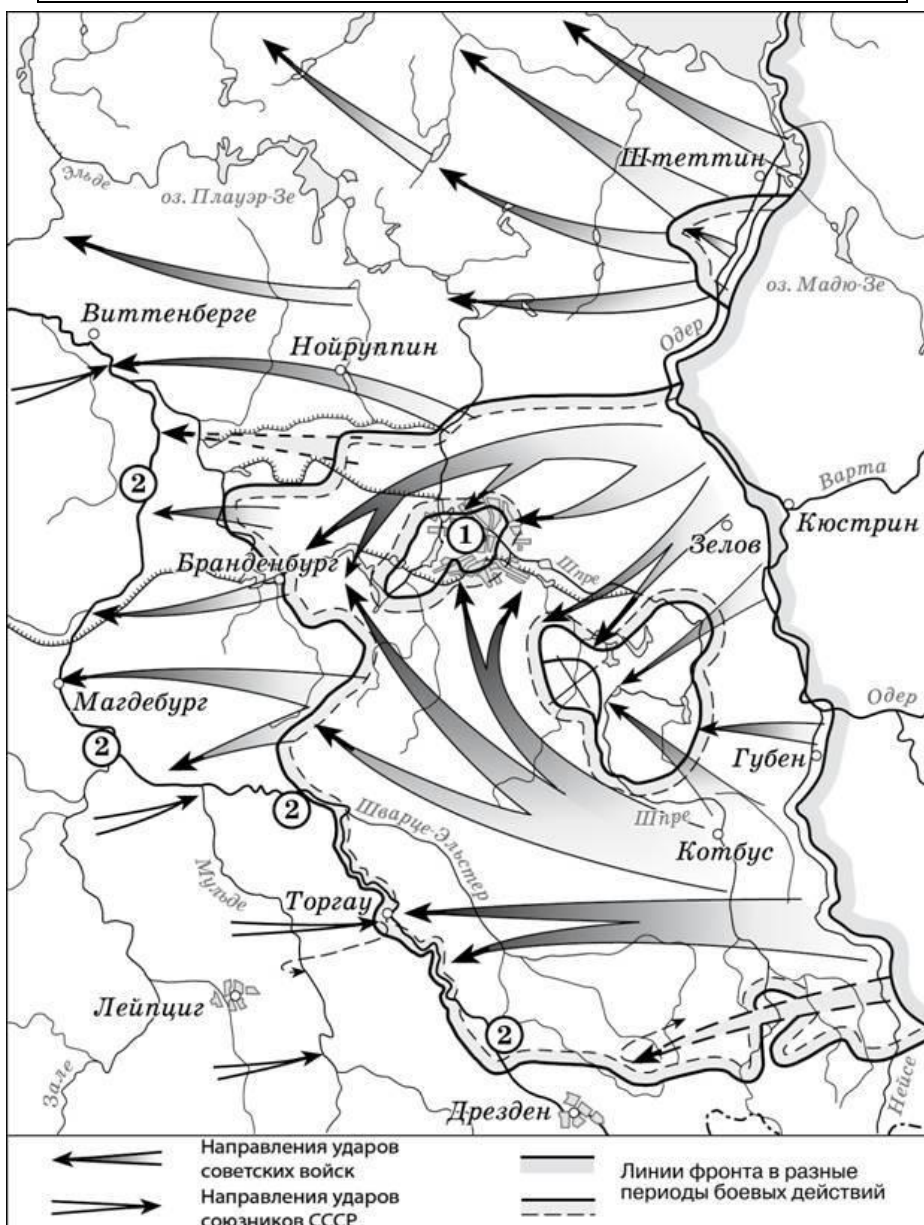 Штеттин
Эльде
оз. Плауэр-Зе
оз. Мадю-Зе
Виттенберге
Одер
Нойруппин
Варта
2
Кюстрин
1
Зелов
Бранденбург
Шпре
Магдебург
Одер
2
Губен
2
Шварце-Эльстер
Шпре
Котбус
Мульде
Торгау
Лейпциг
2
Зале
Дрезден
Нейсе
Направления ударов
советских войск
Направления ударов
союзников СССР
Линии фронта в разные
периоды боевых действий